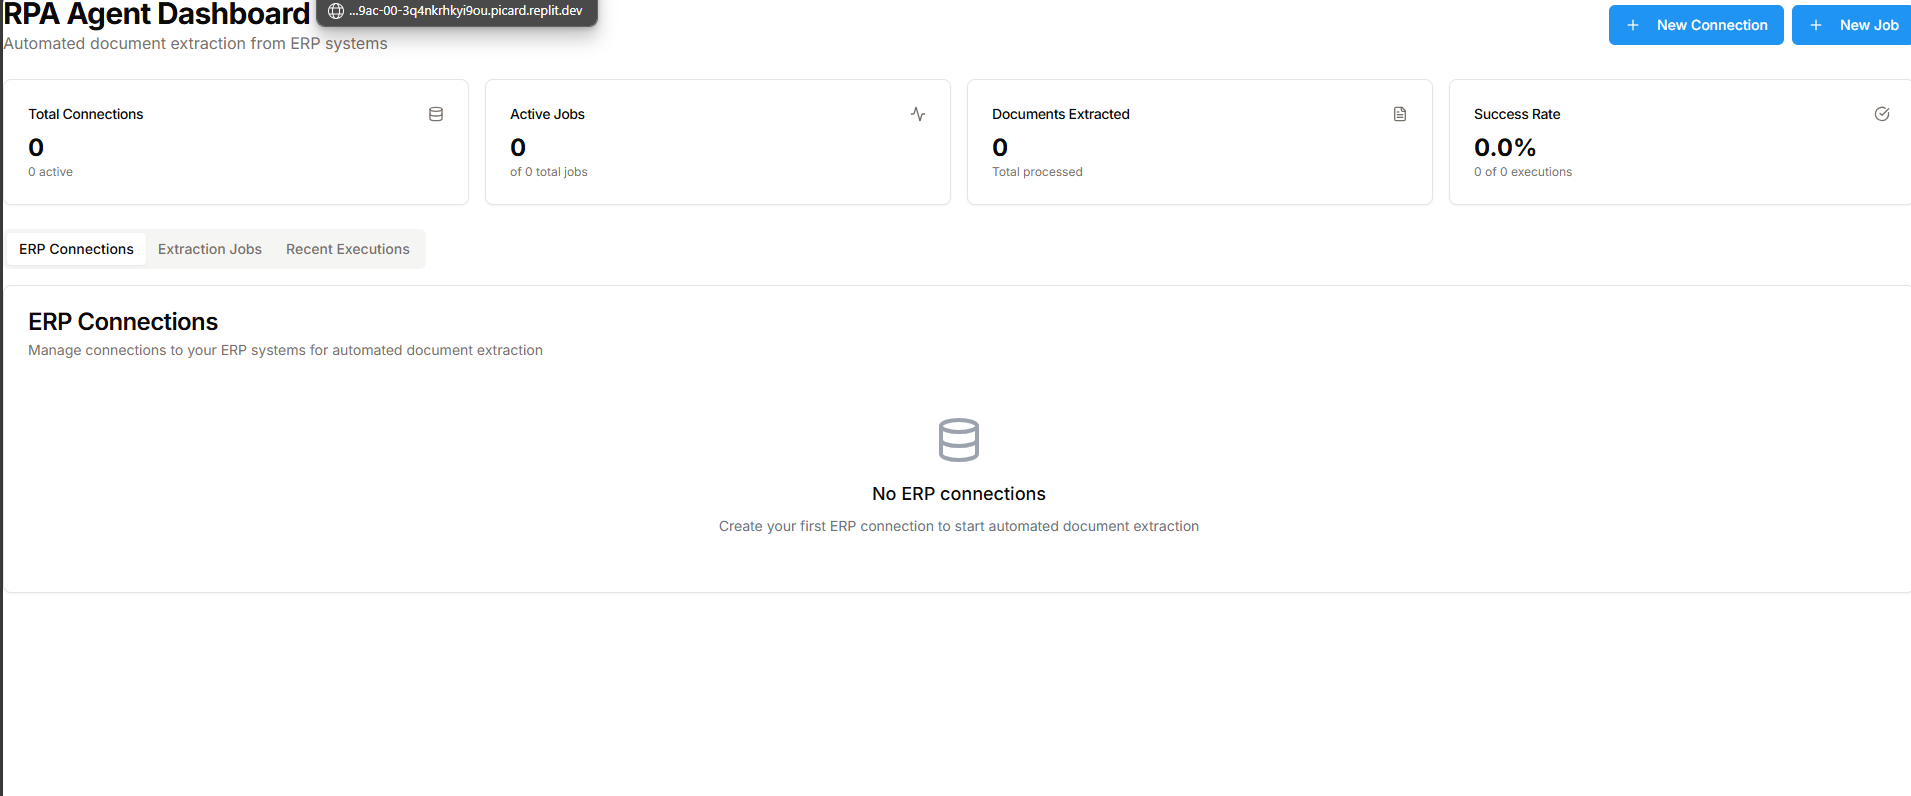 RPA Agent Dashboard
...9ac-00-3q4nkrhkyi9ou.picard.replit.dev
Automated document extraction from ERP systems
New Connection
New Job
Total Connections
0
0 active
Active Jobs
0
of 0 total jobs
Documents Extracted
0
Total processed
Success Rate
0.0%
0 of 0 executions
ERP Connections
Extraction Jobs
Recent Executions
ERP Connections
Manage connections to your ERP systems for automated document extraction
No ERP connections
Create your first ERP connection to start automated document extraction